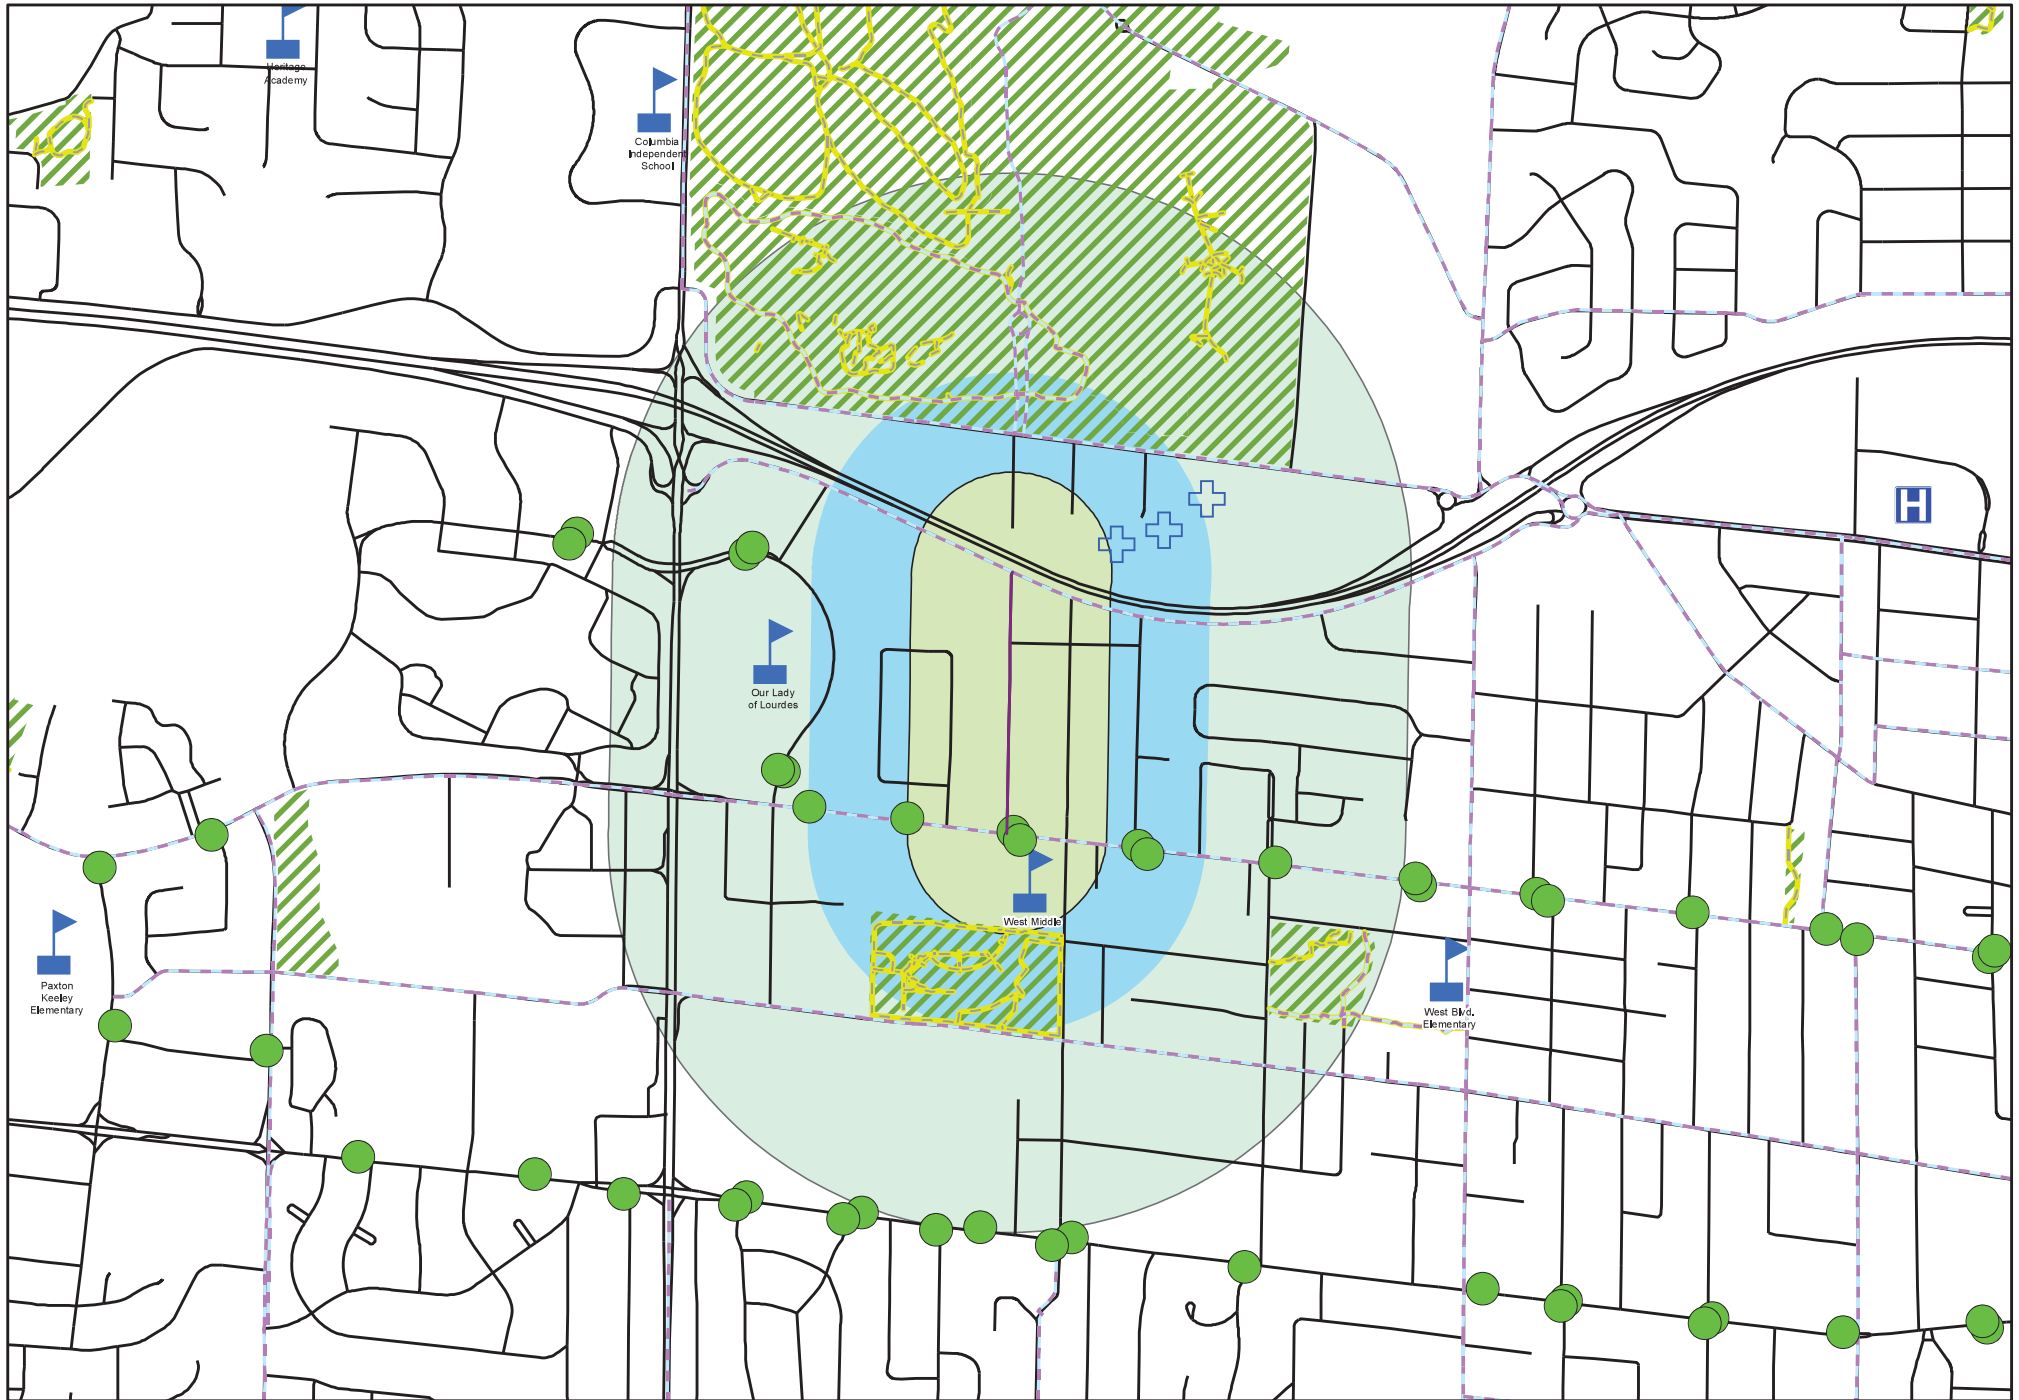 Heritage
Academy
Columbia
Independent
School
H
Our Lady
of Lourdes
West Middle
Paxton
Keeley
Elementary
West Blvd.
Elementary